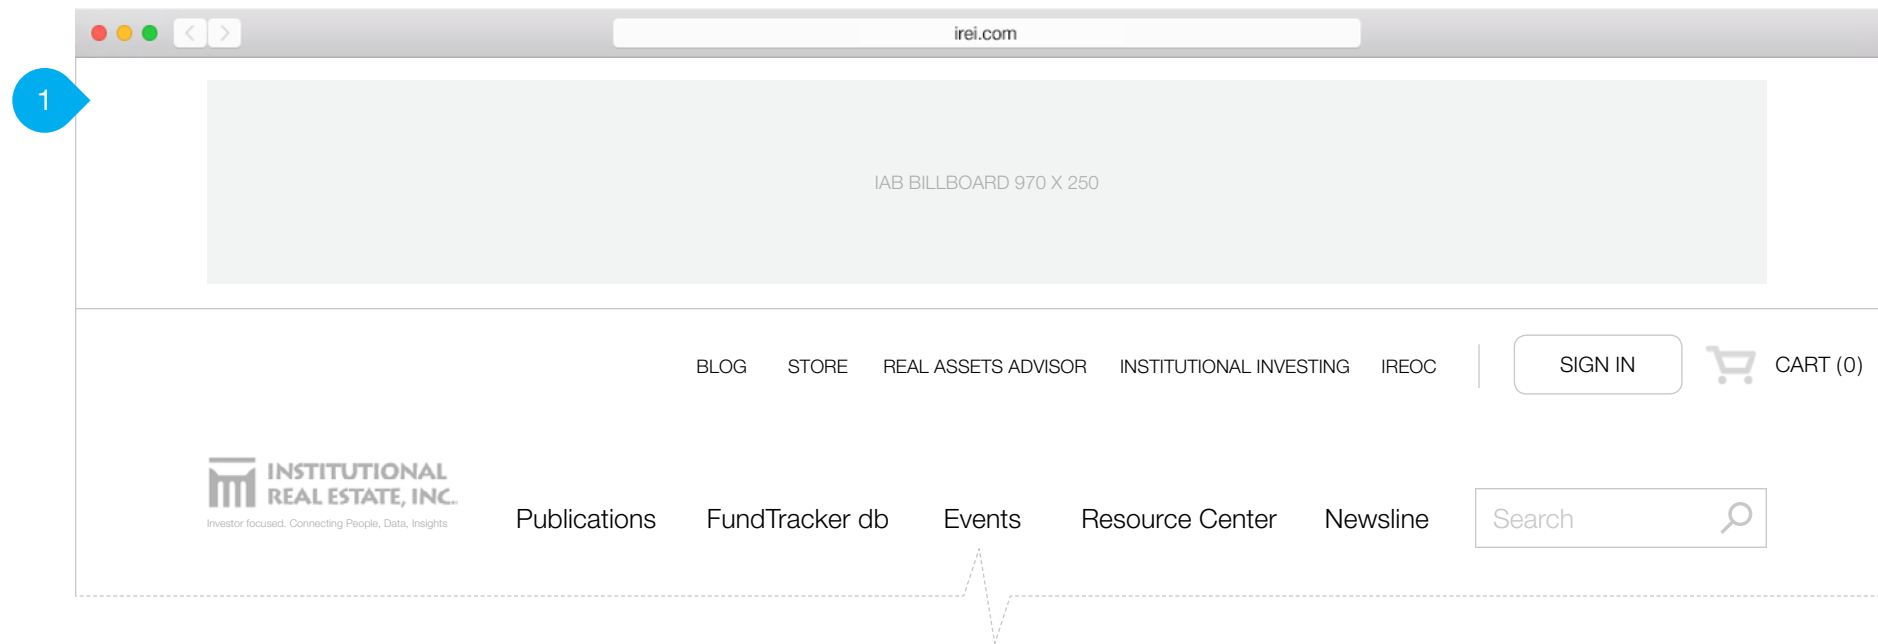 irei.com
1
IAB BILLBOARD 970 X 250
BLOG STORE REAL ASSETS ADVISOR INSTITUTIONAL INVESTING IREOC SIGN IN CART (0)
INSTITUTIONAL
REAL ESTATE, INC.
Investor focused. Connecting People, Data, Insights
Publications FundTracker db Events Resource Center Newsline Search